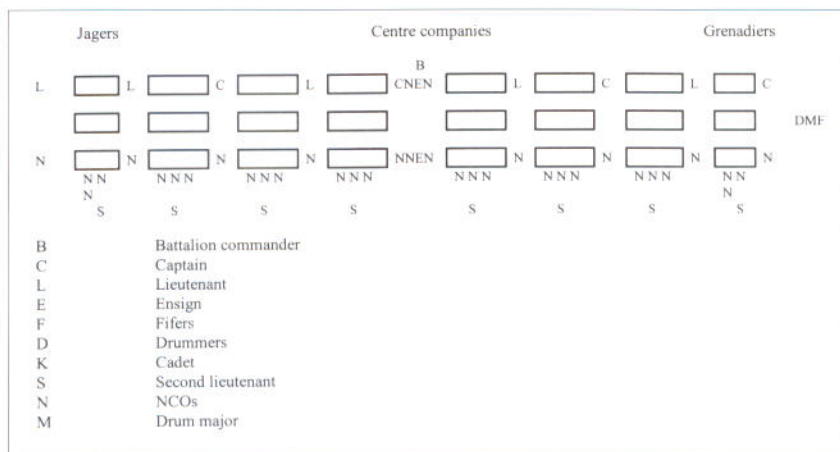 Jagers Centre companies Grenadiers
B
L L C L CNEN L C L C
DMF
N N N N NNEN N N N N
N N N N N N N N N N N N N N N N N N N N N N
N N
S S S S S S S S
B Battalion commander
C Captain
L Lieutenant
E Ensign
F Fifers
D Drummers
K Cadet
S Second lieutenant
N NCOs
M Drum major